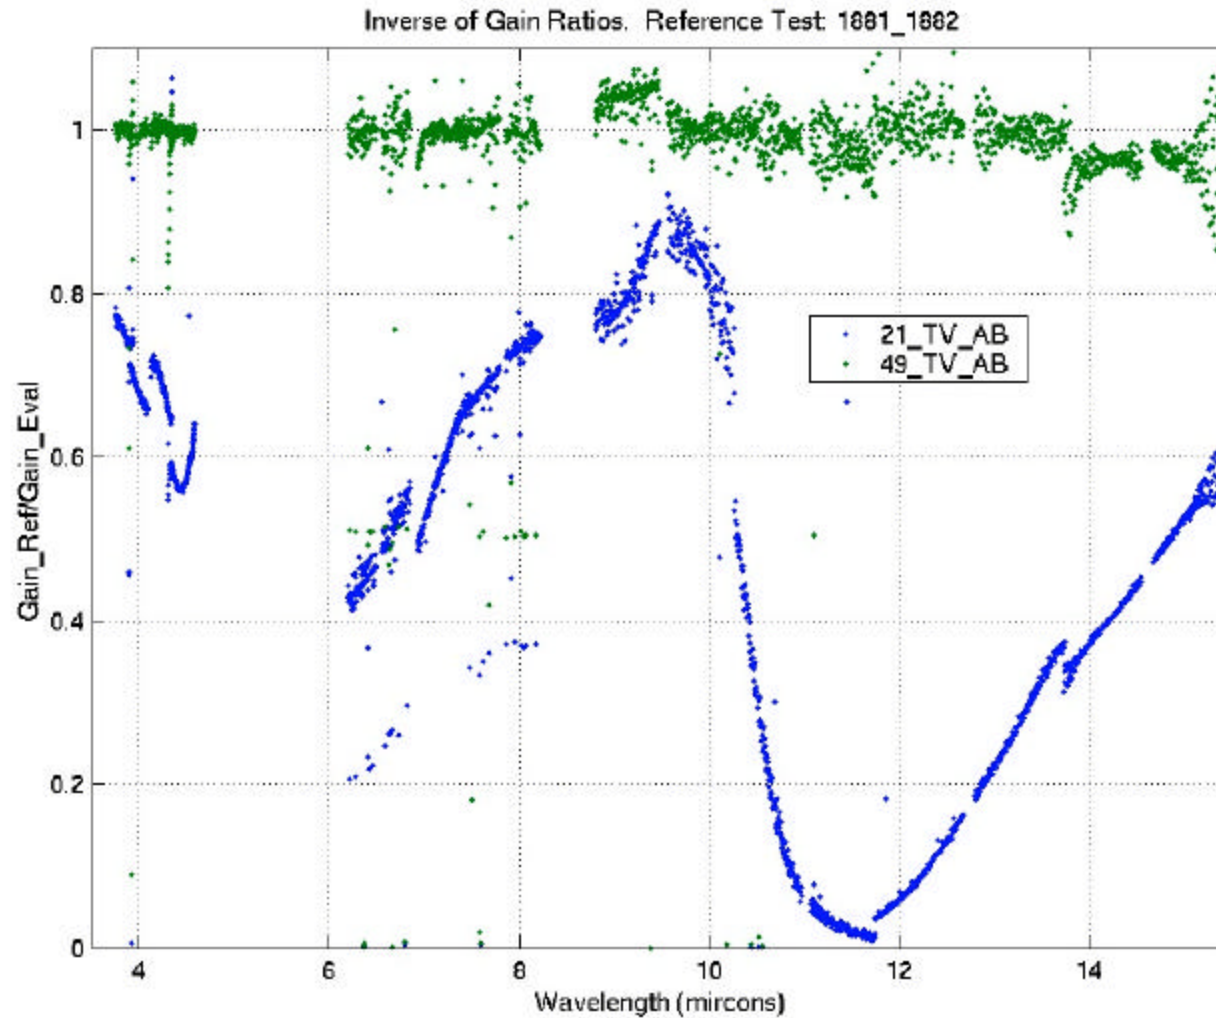 Inverse of Gain Ratios. Reference Test: 1881_1882
1
0.8
0.6
0.4
0.2
0
Gain_Ref/Gain_Eval
21_TV_AB
49_TV_AB
4 6 8 10 12 14
Wavelength (mircons)